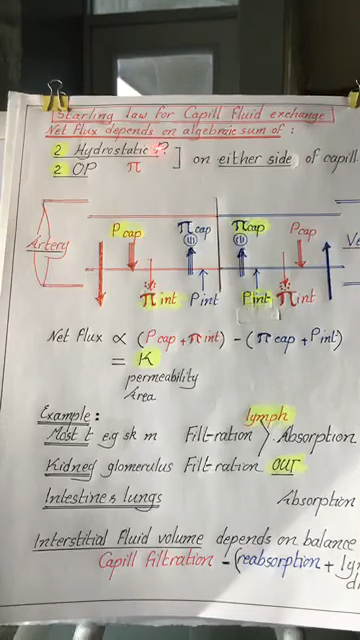 Starling law for Capill fluid exchange
Net flux depends on algebraic sum of :
2 Hydrostatic P?
2 OP π ] on either side of capill
Pcap πcap πcap Pcap
Artery Ve
πint Pint Pint πint
Net flux ∝ (Pcap + πint) - (πcap + Pint)
= K
permeability
Area
Example: lymph
Most t e.g sk m Filtration > Absorption
Kidney glomerulus Filtration OUT
Intestine & lungs Absorption
Interstitial fluid volume depends on balance
Capill filtration - (reabsorption + ly